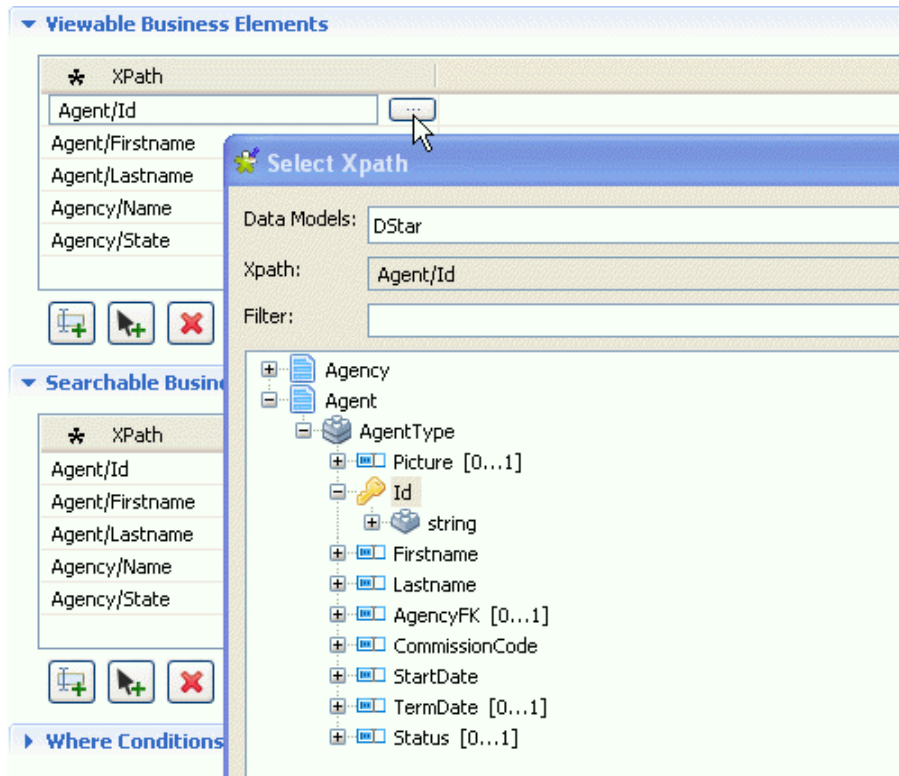 Viewable Business Elements
XPath
Agent/Id
...
Agent/Firstname
Agent/Lastname
Agency/Name
Agency/State
Select Xpath
Data Models: DStar
Xpath: Agent/Id
Filter:
Agency
Agent
AgentType
Picture [0...1]
Id
string
Firstname
Lastname
AgencyFK [0...1]
CommissionCode
StartDate
TermDate [0...1]
Status [0...1]
Searchable
XPath
Agent/Id
Agent/Firstname
Agent/Lastname
Agency/Name
Agency/State
Where Conditions